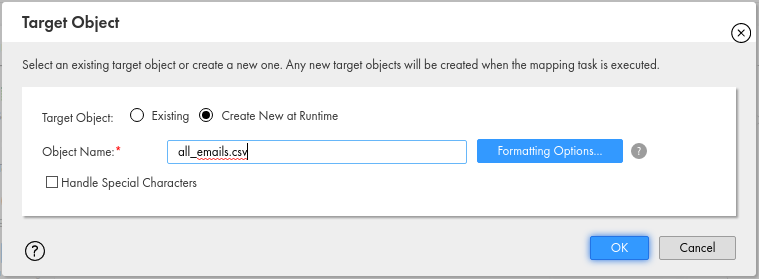 Target Object
Select an existing target object or create a new one. Any new target objects will be created when the mapping task is executed.
Target Object: Existing Create New at Runtime
Object Name:* all_emails.csv Formatting Options... ?
Handle Special Characters
? OK Cancel